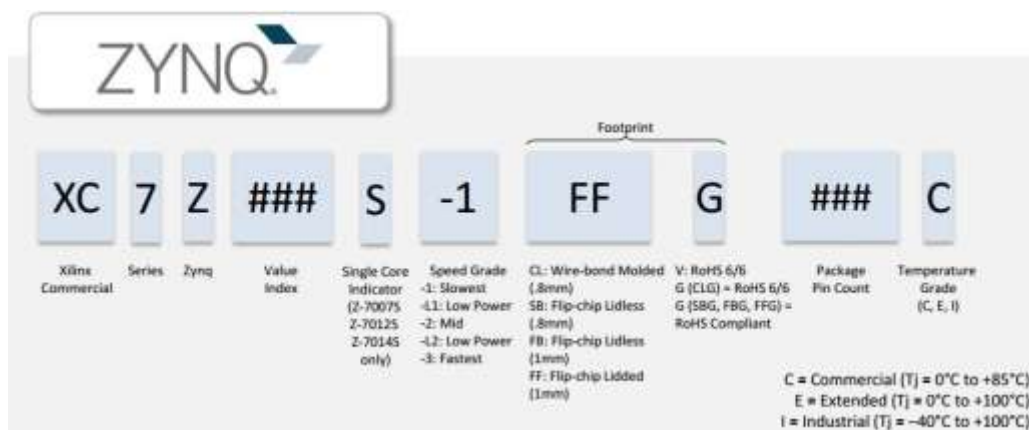 ZYNQ
Footprint
XC 7 Z ### S -1 FF G ### C
Xilinx
Commercial
Series
Zynq
Value
Index
Single Core
Indicator
(Z-7007S
Z-7012S
Z-7014S
only)
Speed Grade
-1: Slowest
-L1: Low Power
-2: Mid
-L2: Low Power
-3: Fastest
CL: Wire-bond Molded
(.8mm)
SB: Flip-chip Lidless
(.8mm)
FB: Flip-chip Lidless
(1mm)
FF: Flip-chip Lidded
(1mm)
V: RoHS 6/6
G (CLG) = RoHS 6/6
G (SBG, FBG, FFG) =
RoHS Compliant
Package
Pin Count
Temperature
Grade
(C, E, I)
C = Commercial (Tj = 0°C to +85°C)
E = Extended (Tj = 0°C to +100°C)
I = Industrial (Tj = −40°C to +100°C)